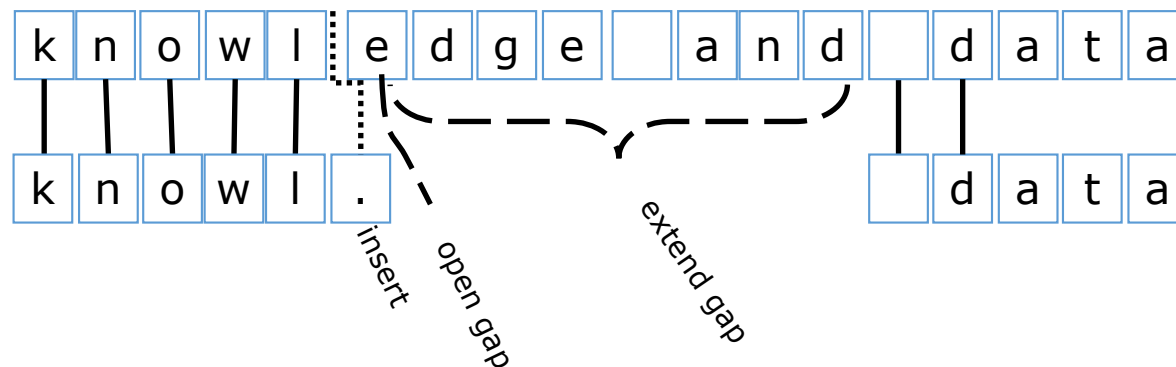 knowledge and data
knowl. data
insert
open gap
extend gap